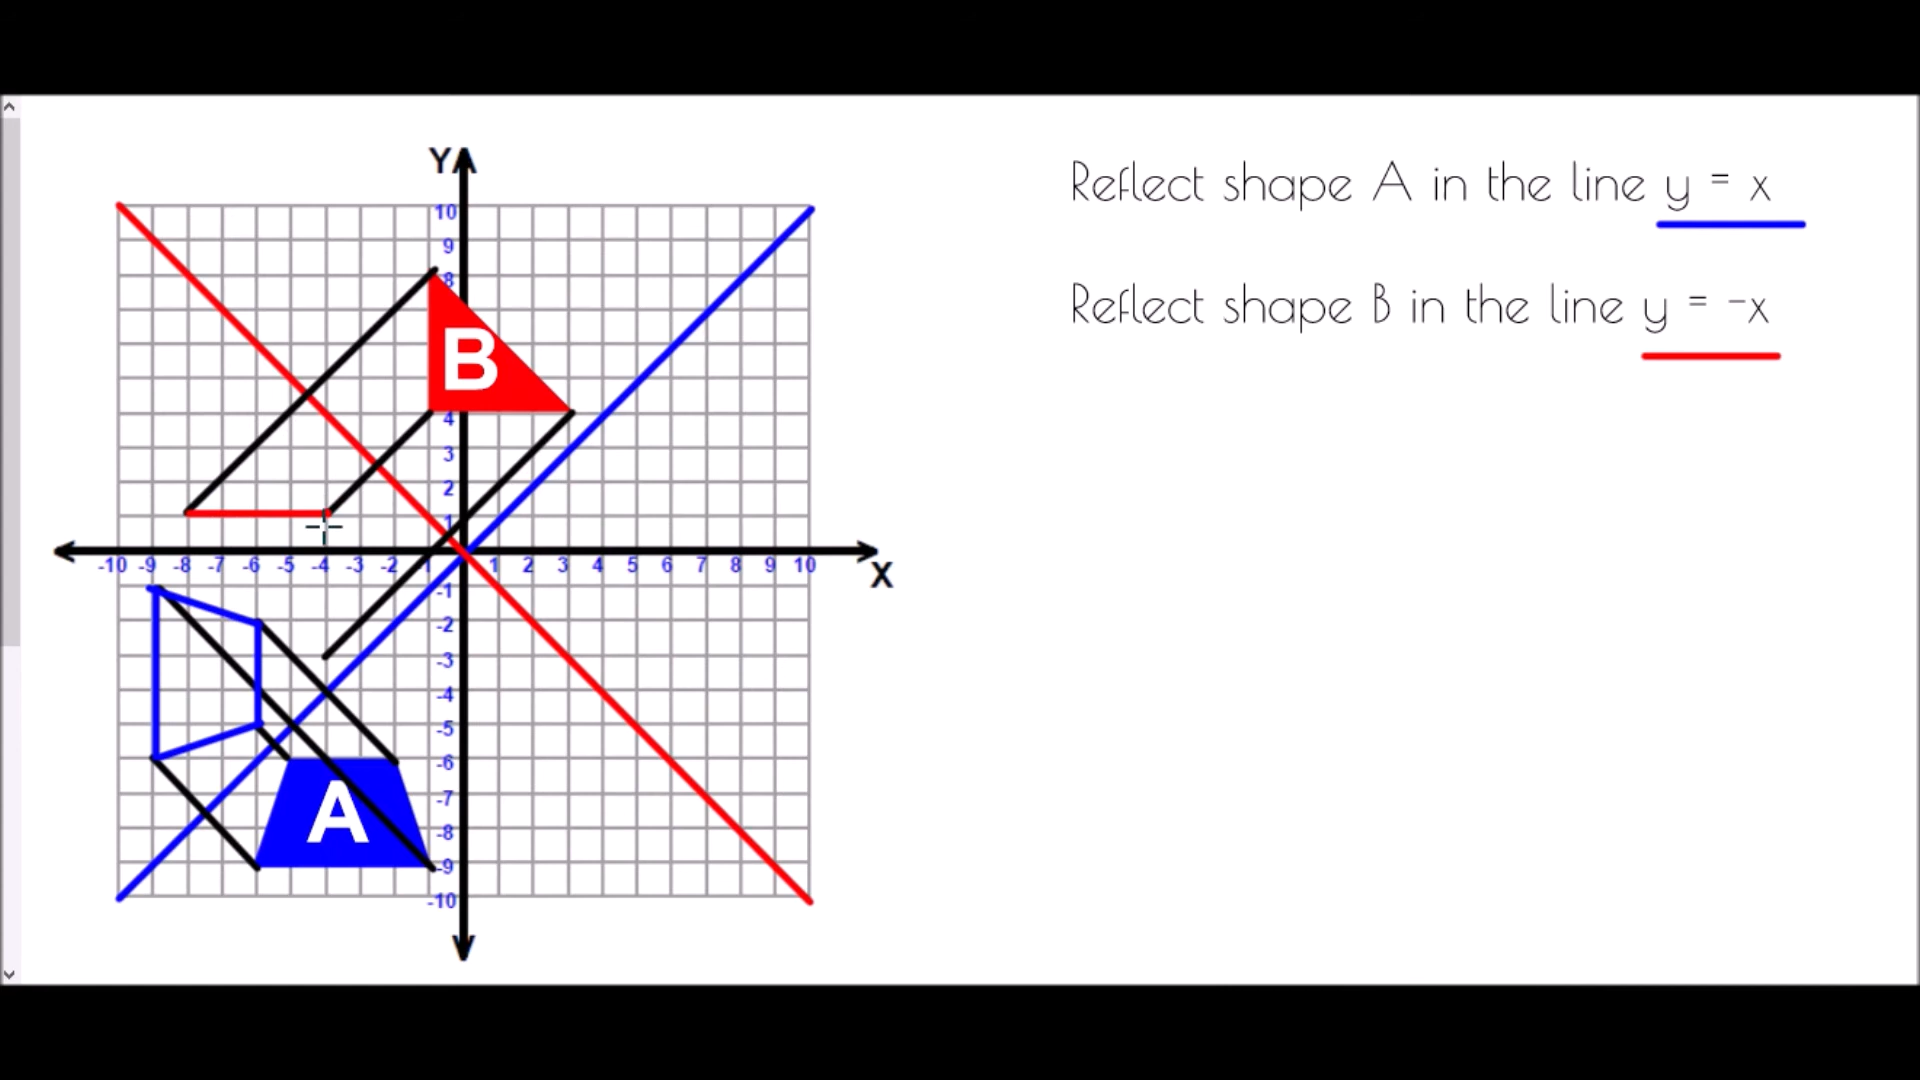 Reflect shape A in the line y = x
Reflect shape B in the line y = -x
Y
10
9
8
B
4
3
2
1
-10 -9 -8 -7 -6 -5 -4 -3 -2 1 1 2 3 4 5 6 7 8 9 10
X
-1
-2
-3
-4
-5
-6
-7
A
-8
-9
-10